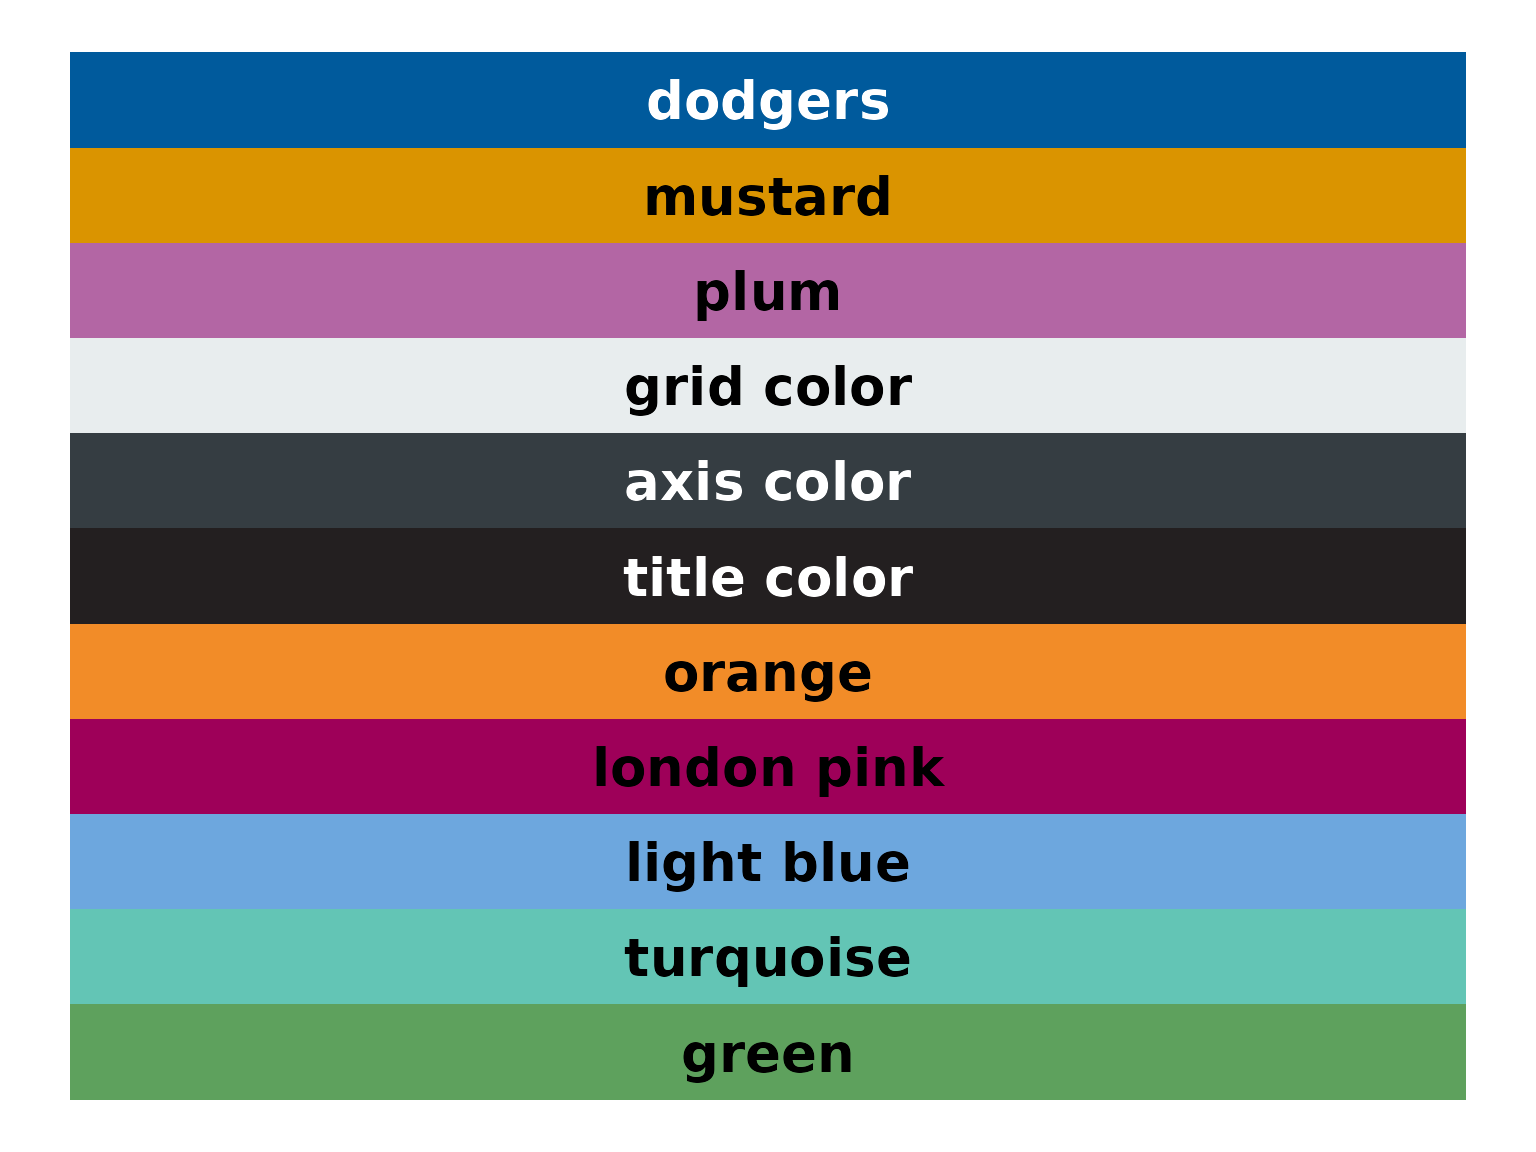 dodgers
mustard
plum
grid color
axis color
title color
orange
london pink
light blue
turquoise
green